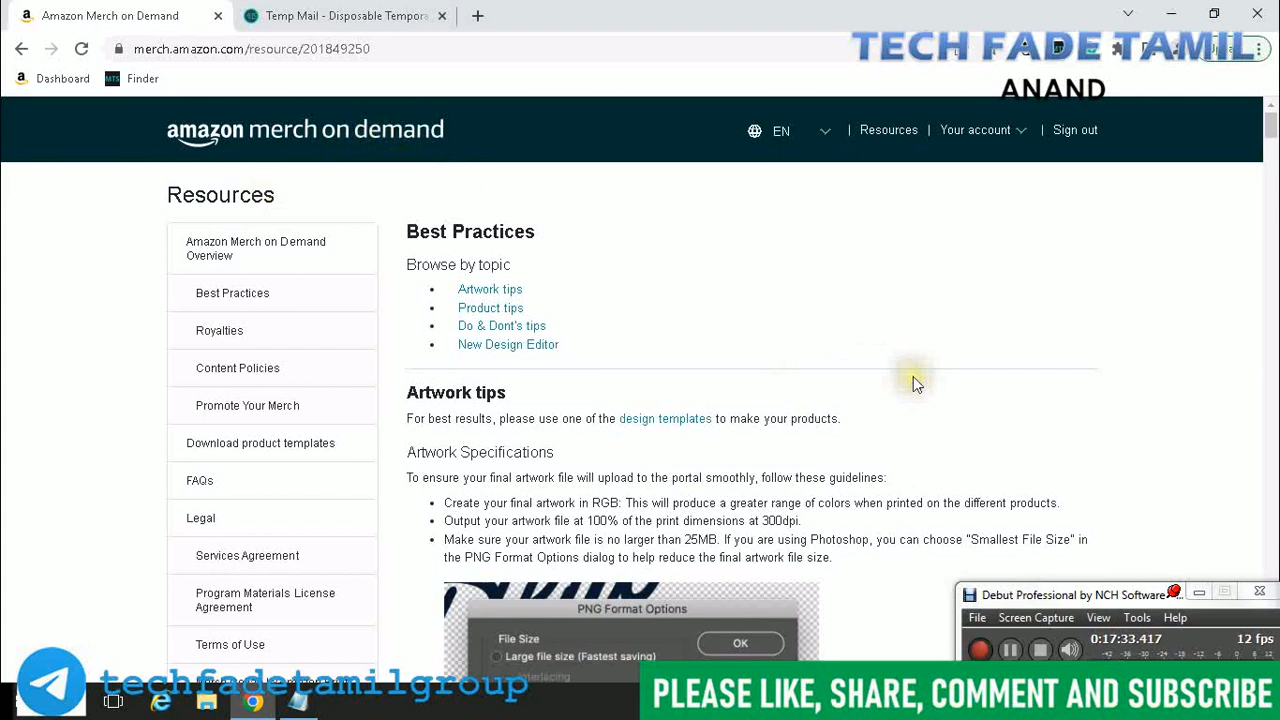 Amazon Merch on Demand
Temp Mail - Disposable Tempora
merch.amazon.com/resource/201849250
TECH FADE TAMIL
Dashboard
MTS
Finder
ANAND
amazon merch on demand
EN
Resources
Your account
Sign out
Resources
Amazon Merch on Demand
Overview
Best Practices
Royalties
Content Policies
Promote Your Merch
Download product templates
FAQs
Legal
Services Agreement
Program Materials License
Agreement
Terms of Use
Best Practices
Browse by topic
• Artwork tips
• Product tips
• Do & Dont's tips
• New Design Editor
Artwork tips
For best results, please use one of the design templates to make your products.
Artwork Specifications
To ensure your final artwork file will upload to the portal smoothly, follow these guidelines:
• Create your final artwork in RGB: This will produce a greater range of colors when printed on the different products.
• Output your artwork file at 100% of the print dimensions at 300dpi.
• Make sure your artwork file is no larger than 25MB. If you are using Photoshop, you can choose "Smallest File Size" in
the PNG Format Options dialog to help reduce the final artwork file size.
PNG Format Options
File Size
OK
Large file size (Fastest saving)
Debut Professional by NCH Software
File Screen Capture View Tools Help
0:17:33.417
12 fps
-42 -36 -30 -24 -18 -12 -6 0
techfadetamilgroup
PLEASE LIKE, SHARE, COMMENT AND SUBSCRIBE